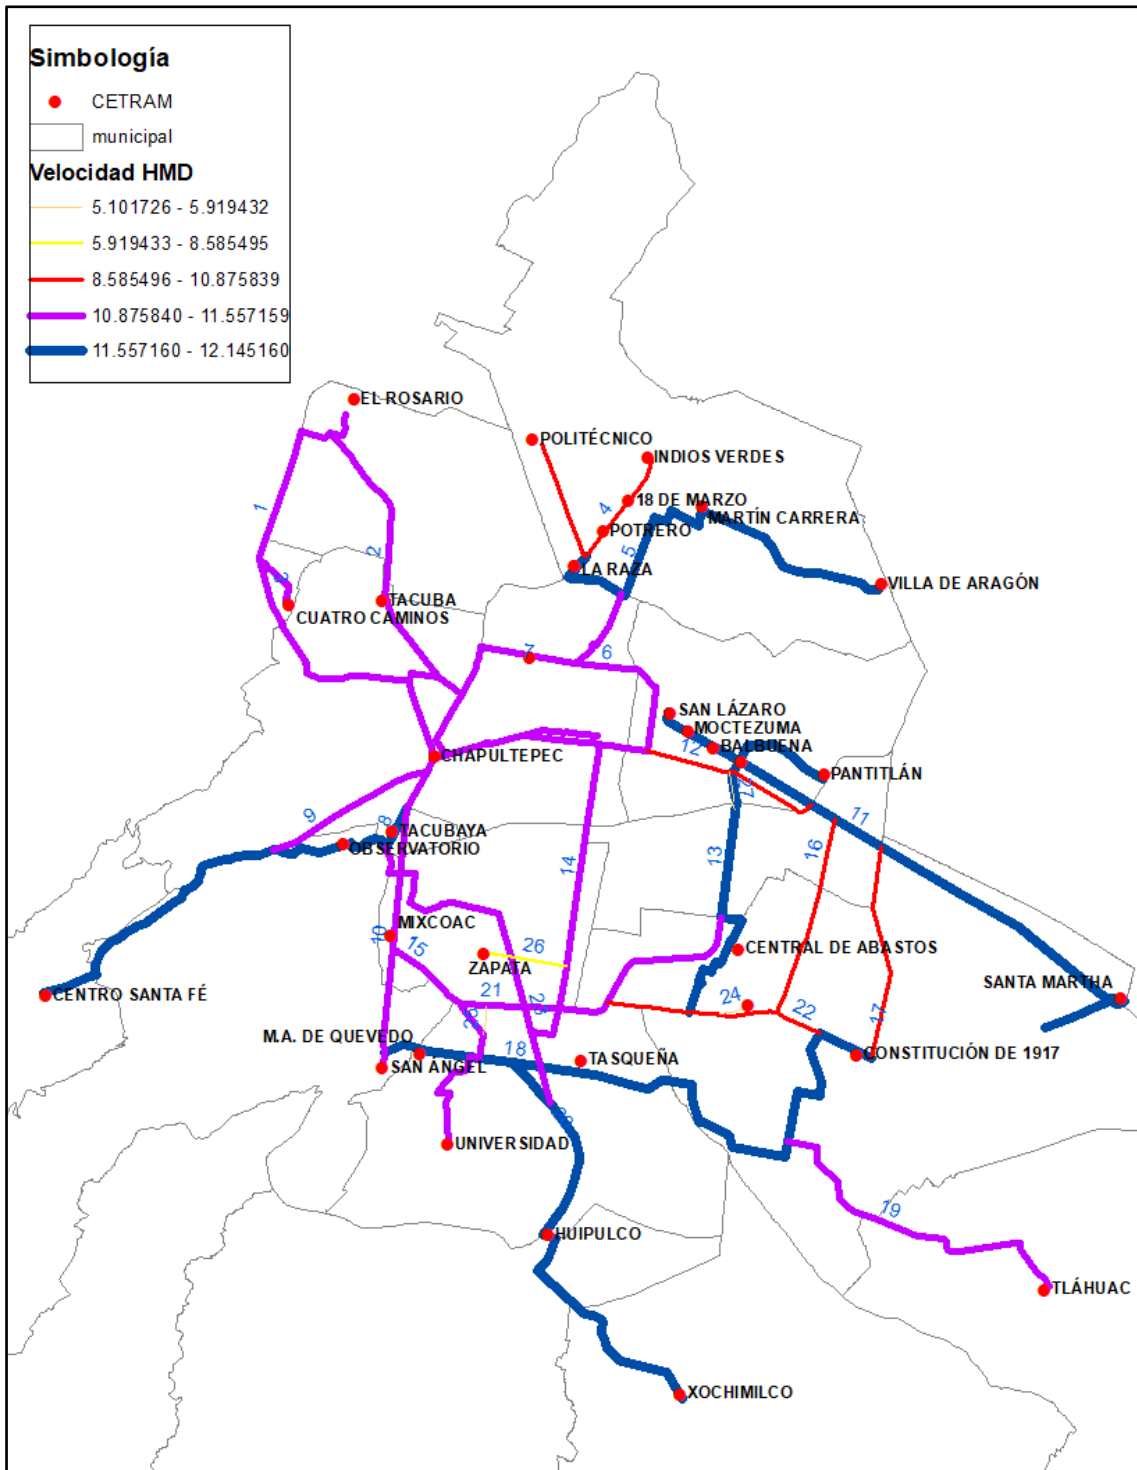 Simbología
CETRAM
municipal
Velocidad HMD
5.101726 - 5.919432
5.919433 - 8.585495
8.585496 - 10.875839
10.875840 - 11.557159
11.557160 - 12.145160
EL ROSARIO
POLITÉCNICO
INDIOS VERDES
1
18 DE MARZO
4
MARTÍN CARRERA
POTRERO
2
5
LA RAZA
3
VILLA DE ARAGÓN
TACUBA
CUATRO CAMINOS
7
6
SAN LÁZARO
MOCTEZUMA
12
BALBUENA
CHAPULTEPEC
PANTITLÁN
9
8
TACUBAYA
11
OBSERVATORIO
13
16
14
MIXCOAC
10
15
26
CENTRAL DE ABASTOS
ZAPATA
CENTRO SANTA FÉ
SANTA MARTHA
21
24
22
17
M.A. DE QUEVEDO
18
TASQUEÑA
CONSTITUCIÓN DE 1917
SAN ÁNGEL
UNIVERSIDAD
19
HUIPULCO
TLÁHUAC
XOCHIMILCO